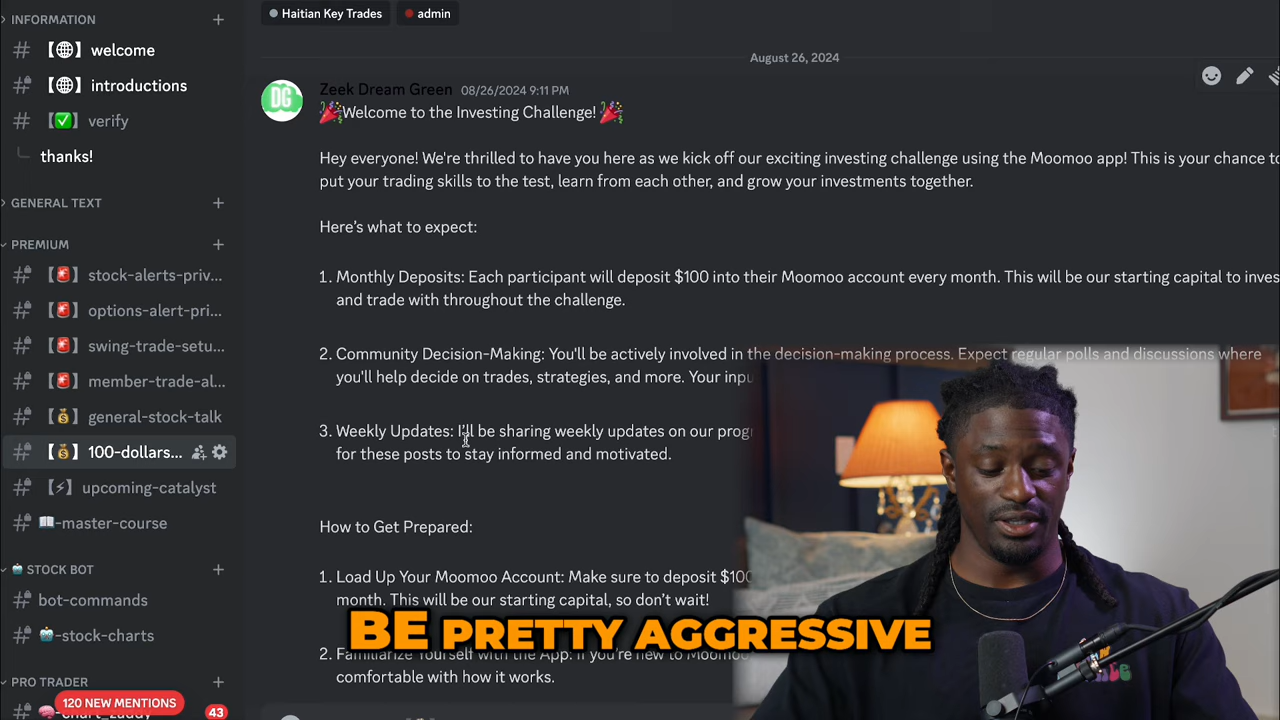 INFORMATION +
# 【🌐】 welcome
# 【🌐】 introductions
# 【✅】 verify
thanks!
GENERAL TEXT +
PREMIUM +
# 【🚨】 stock-alerts-priv...
# 【🚨】 options-alert-pri...
# 【🚨】 swing-trade-setu...
# 【🚨】 member-trade-al...
# 【💰】 general-stock-talk
# 【💰】 100-dollars...
# 【⚡】 upcoming-catalyst
# 📖-master-course
🤖 STOCK BOT +
# bot-commands
# 🤖-stock-charts
PRO TRADER +
120 NEW MENTIONS
43
Haitian Key Trades
admin
August 26, 2024
DG
Zeek Dream Green 08/26/2024 9:11 PM
🎉Welcome to the Investing Challenge! 🎉
Hey everyone! We're thrilled to have you here as we kick off our exciting investing challenge using the Moomoo app! This is your chance to
put your trading skills to the test, learn from each other, and grow your investments together.
Here's what to expect:
1. Monthly Deposits: Each participant will deposit $100 into their Moomoo account every month. This will be our starting capital to inves
and trade with throughout the challenge.
2. Community Decision-Making: You'll be actively involved in the decision-making process. Expect regular polls and discussions where
you'll help decide on trades, strategies, and more. Your inpu
3. Weekly Updates: I'll be sharing weekly updates on our progr
for these posts to stay informed and motivated.
How to Get Prepared:
1. Load Up Your Moomoo Account: Make sure to deposit $100
month. This will be our starting capital, so don't wait!
BE PRETTY AGGRESSIVE
2. Familiarize Yourself with the App: If you're new to Moomoo
comfortable with how it works.